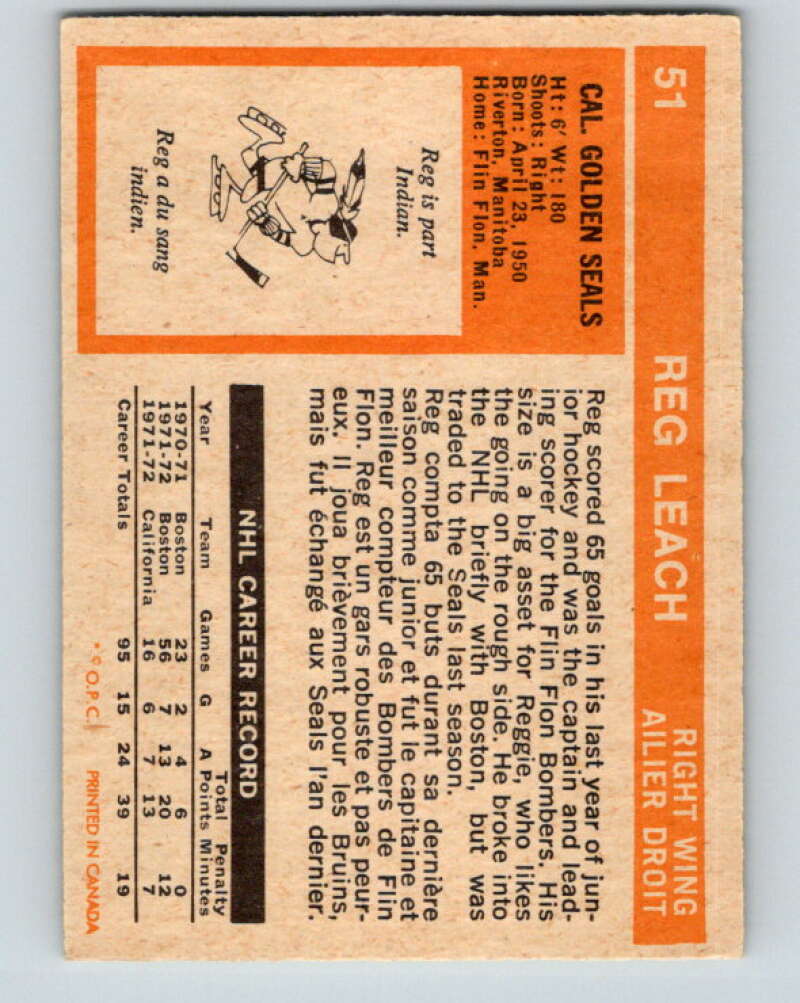 51 REG LEACH RIGHT WING
AILIER DROIT
CAL. GOLDEN SEALS
Ht: 6' Wt: 180
Shoots: Right
Born: April 23, 1950
Riverton, Manitoba
Home: Flin Flon, Man.
Reg is part
Indian.
Reg a du sang
indien.
Reg scored 65 goals in his last year of jun-
ior hockey and was the captain and lead-
ing scorer for the Flin Flon Bombers. His
size is a big asset for Reggie, who likes
the going on the rough side. He broke into
the NHL briefly with Boston, but was
traded to the Seals last season.
Reg compta 65 buts durant sa dernière
saison comme junior et fut le capitaine et
meilleur compteur des Bombers de Flin
Flon. Reg est un gars robuste et pas peur-
eux. Il joua brièvement pour les Bruins,
mais fut échangé aux Seals l'an dernier.
NHL CAREER RECORD
Total Penalty
Year Team Games G A Points Minutes
1970-71 Boston 23 2 4 6 0
1971-72 Boston 56 7 13 20 12
1971-72 California 16 6 7 13 7
Career Totals 95 15 24 39 19
* © O.P.C. PRINTED IN CANADA